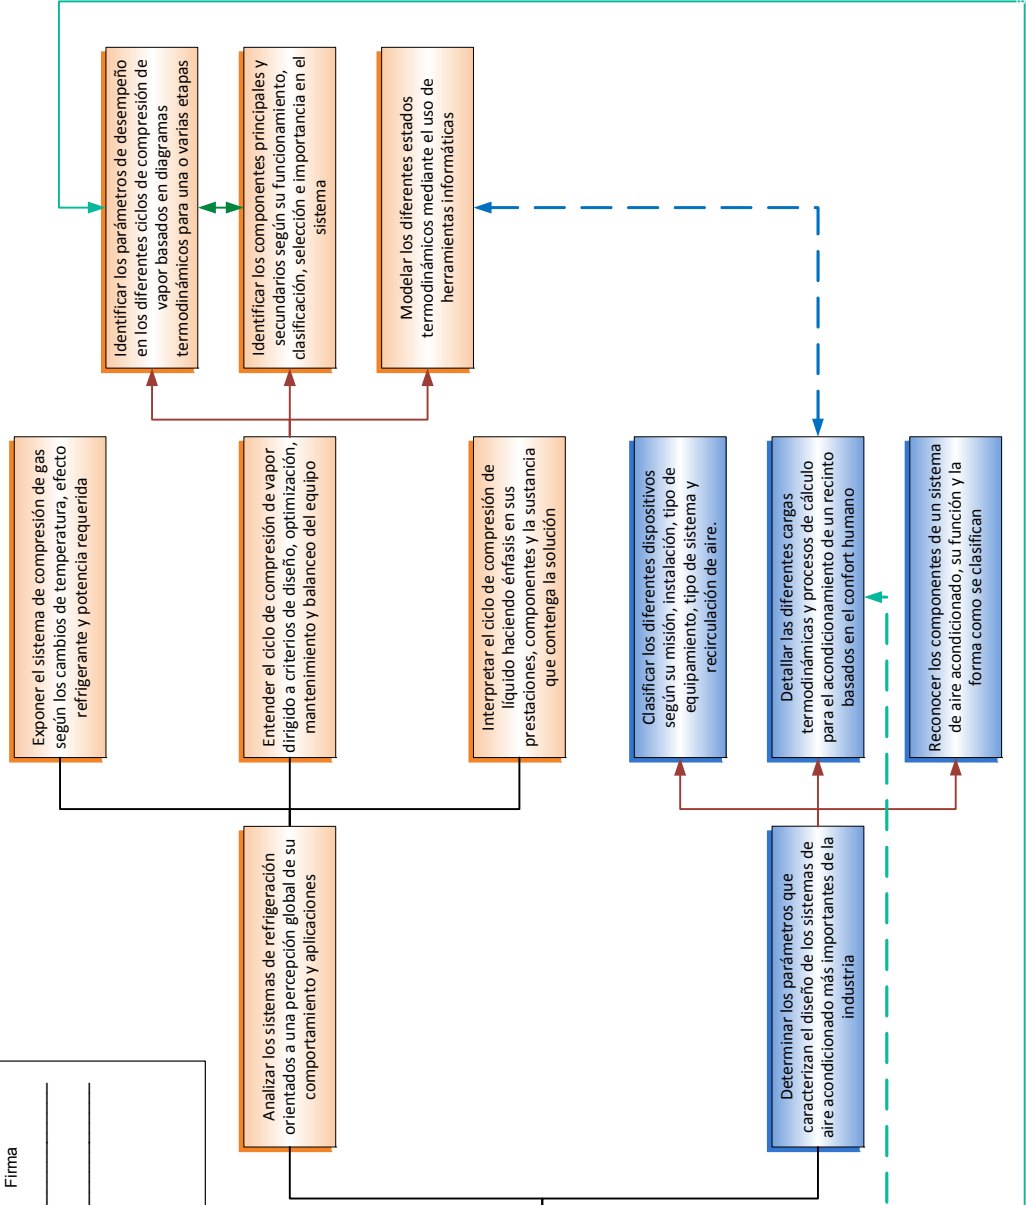 Firma
Analizar los sistemas de refrigeración
orientados a una percepción global de su
comportamiento y aplicaciones
Exponer el sistema de compresión de gas
según los cambios de temperatura, efecto
refrigerante y potencia requerida
Entender el ciclo de compresión de vapor
dirigido a criterios de diseño, optimización,
mantenimiento y balanceo del equipo
Interpretar el ciclo de compresión de
líquido haciendo énfasis en sus
prestaciones, componentes y la sustancia
que contenga la solución
Identificar los parámetros de desempeño
en los diferentes ciclos de compresión de
vapor basados en diagramas
termodinámicos para una o varias etapas
Identificar los componentes principales y
secundarios según su funcionamiento,
clasificación, selección e importancia en el
sistema
Modelar los diferentes estados
termodinámicos mediante el uso de
herramientas informáticas
Determinar los parámetros que
caracterizan el diseño de los sistemas de
aire acondicionado más importantes de la
industria
Clasificar los diferentes dispositivos
según su misión, instalación, tipo de
equipamiento, tipo de sistema y
recirculación de aire.
Detallar las diferentes cargas
termodinámicas y procesos de cálculo
para el acondicionamiento de un recinto
basados en el confort humano
Reconocer los componentes de un sistema
de aire acondicionado, su función y la
forma como se clasifican